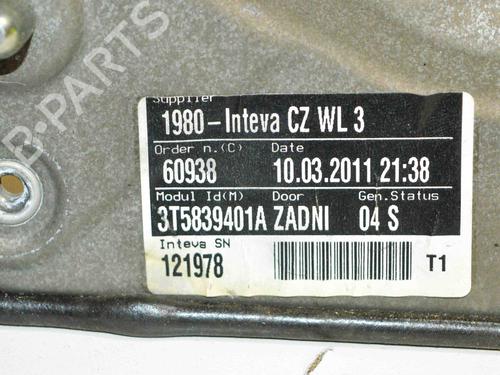 Supplier
1980-Inteva CZ WL 3
Order n.(C) Date
60938 10.03.2011 21:38
Modul Id(M) Door Gen.Status
3T5839401A ZADNI 04 S
Inteva SN
121978 T1
B-PARTS